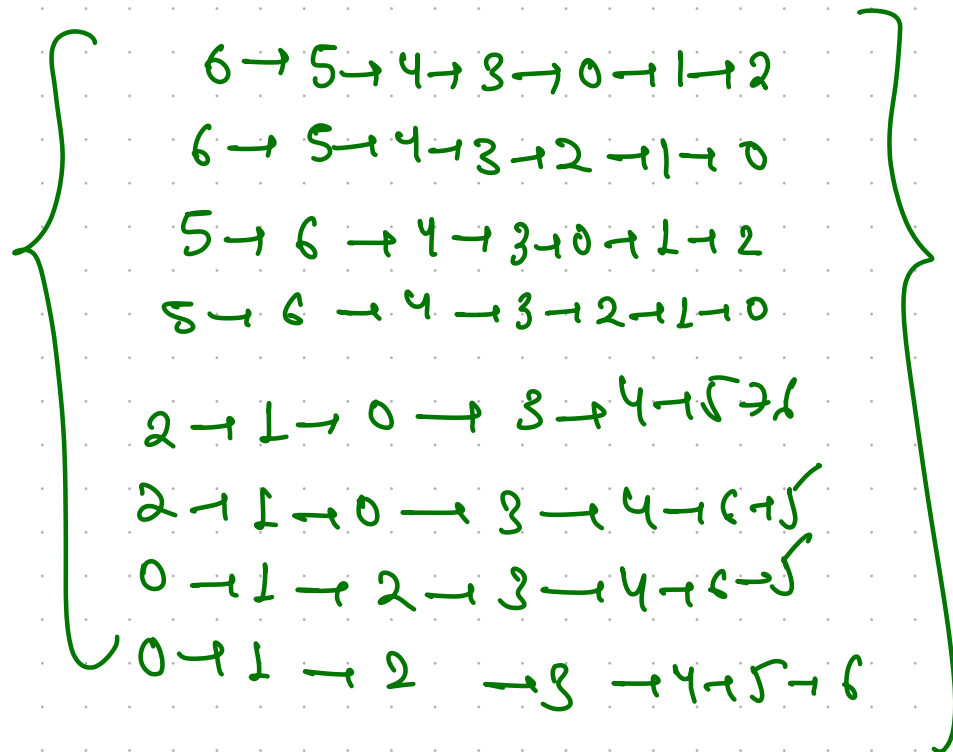 6 → 5 → 4 → 3 → 0 → 1 → 2
6 → 5 → 4 → 3 → 2 → 1 → 0
5 → 6 → 4 → 3 → 0 → 1 → 2
5 → 6 → 4 → 3 → 2 → 1 → 0
2 → 1 → 0 → 3 → 4 → 5 → 6
2 → 1 → 0 → 3 → 4 → 6 → 5
0 → 1 → 2 → 3 → 4 → 6 → 5
0 → 1 → 2 → 3 → 4 → 5 → 6